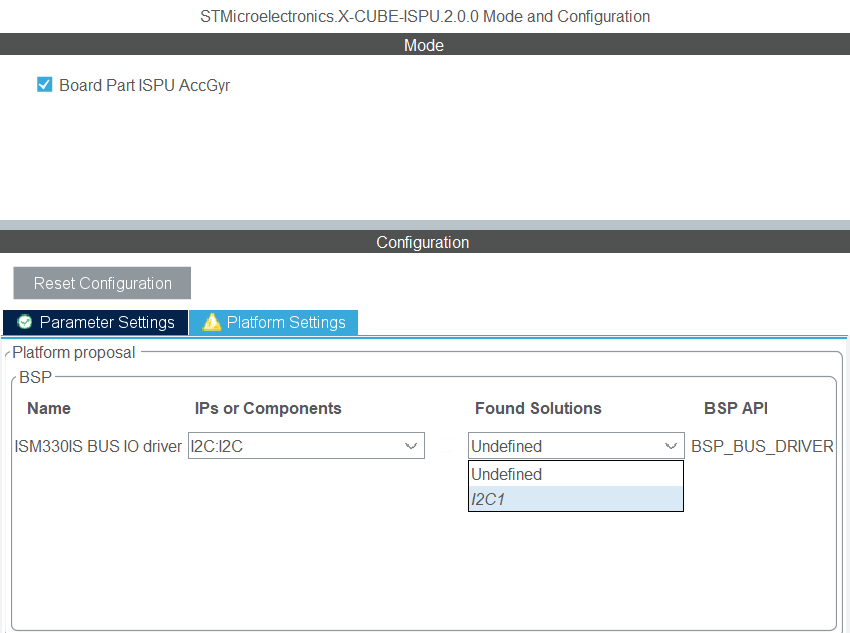 STMicroelectronics.X-CUBE-ISPU.2.0.0 Mode and Configuration
Mode
Board Part ISPU AccGyr
Configuration
Reset Configuration
Parameter Settings Platform Settings
Platform proposal
BSP
Name IPs or Components Found Solutions BSP API
ISM330IS BUS IO driver I2C:I2C Undefined BSP_BUS_DRIVER
Undefined
I2C1